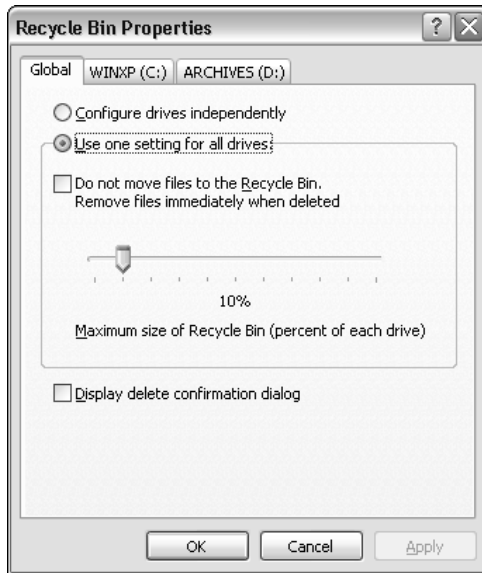 Recycle Bin Properties
Global WINXP (C:) ARCHIVES (D:)
Configure drives independently
Use one setting for all drives:
Do not move files to the Recycle Bin.
Remove files immediately when deleted
10%
Maximum size of Recycle Bin (percent of each drive)
Display delete confirmation dialog
OK Cancel Apply